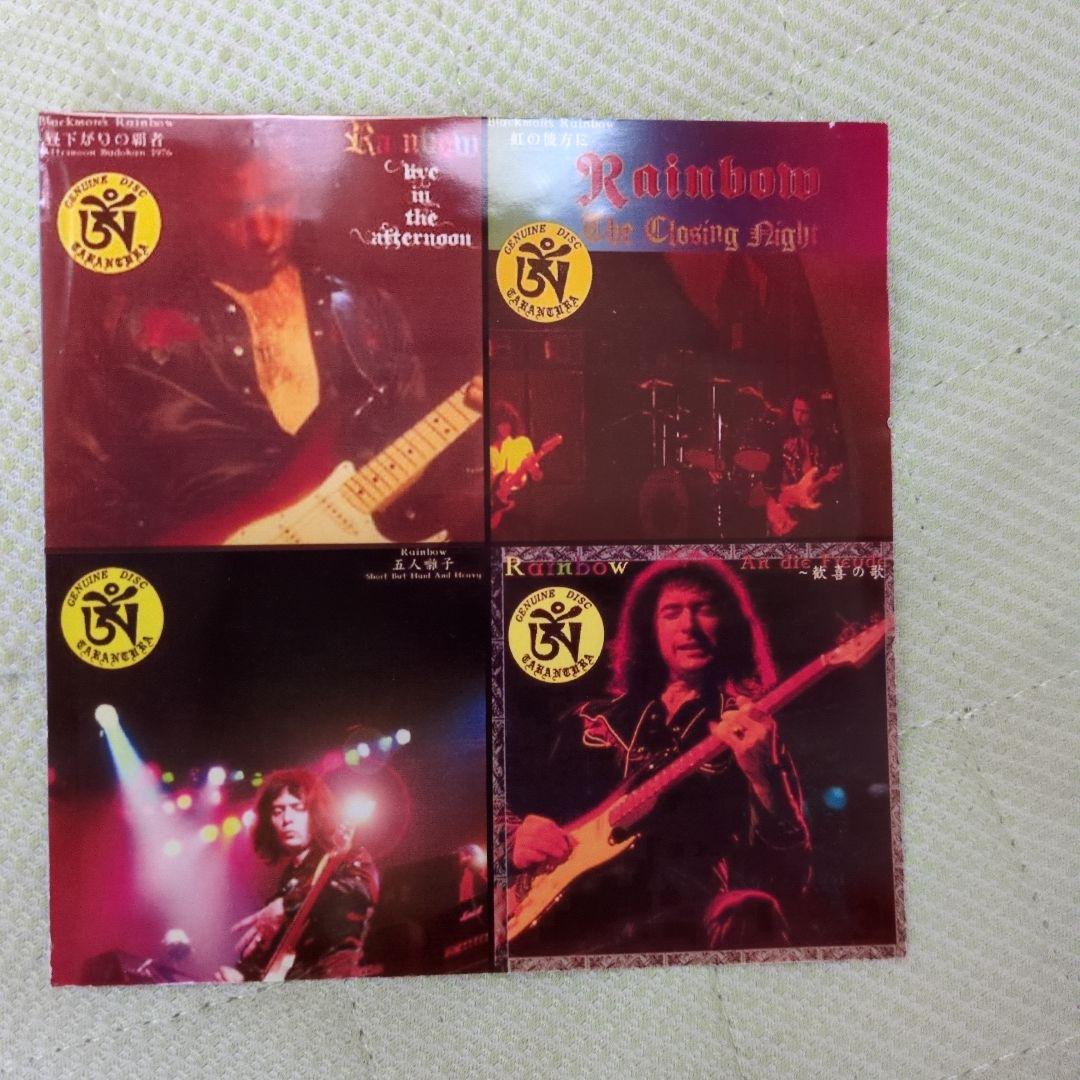 Blackmore's Rainbow
昼下がりの覇者
Afternoon Budokan 1976
Rainbow
live
in
the
afternoon
GENUINE DISC
TARANTURA
Blackmore's Rainbow
虹の彼方に
Rainbow
The Closing Night
GENUINE DISC
TARANTURA
Rainbow
五人囃子
Short But Hard And Heavy
GENUINE DISC
TARANTURA
Rainbow
An die
~歓喜の歌
GENUINE DISC
TARANTURA